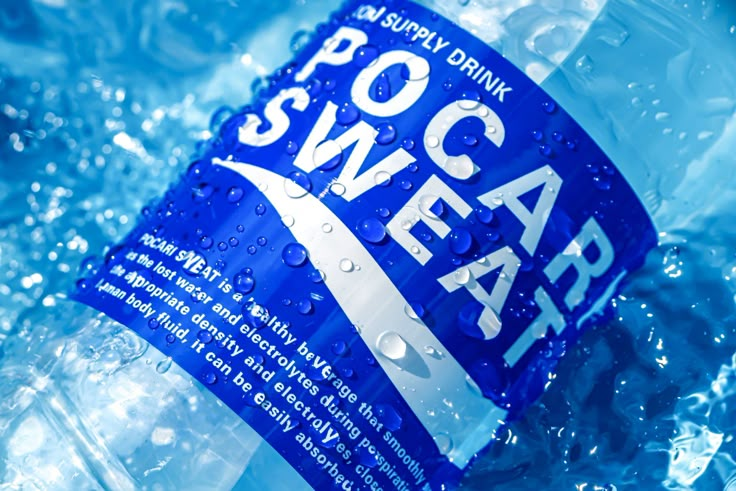 ION SUPPLY DRINK
POCARI
SWEAT
POCARI SWEAT is a healthy beverage that smoothly
as the lost water and electrolytes during perspirati
the appropriate density and electrolytes, close
human body fluid, it can be easily absorbed